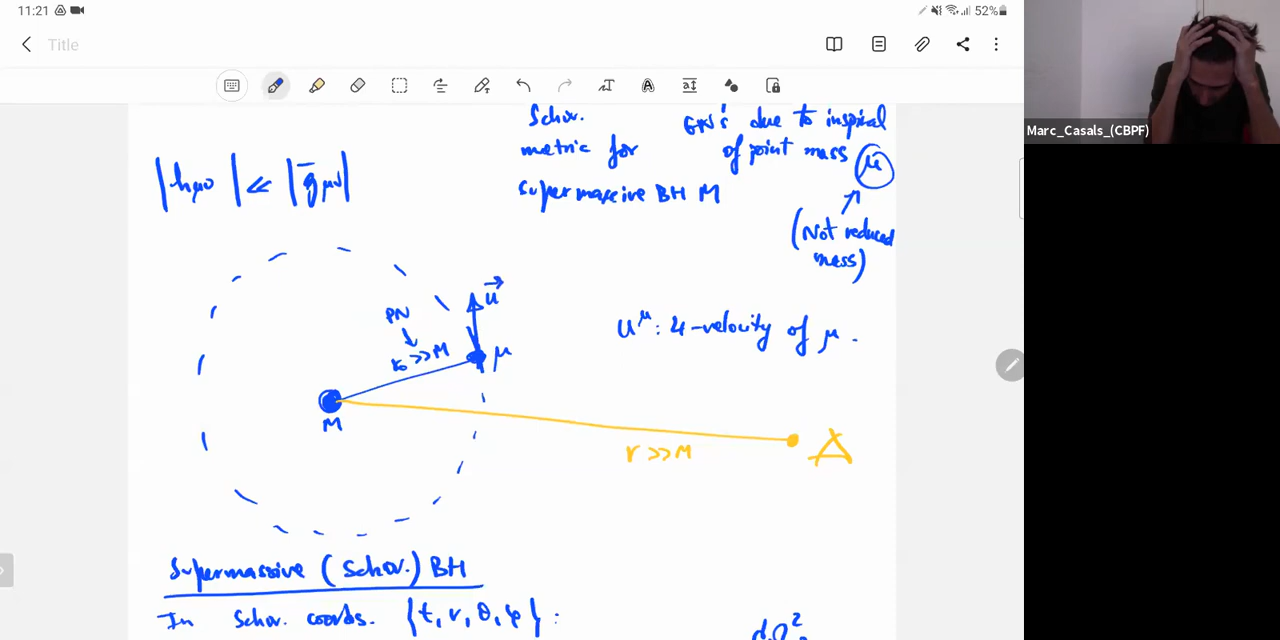 11:21
52%
Title
Schw.
metric for
supermassive BH M
GW's due to inspiral
of point mass μ
(Not reduced
mass)
|hμν| << |ḡμν|
PN
r₀ >> M
u⃗
μ
M
u^μ: 4-velocity of μ.
r >> M
Supermassive (Schw.) BH
In Schw. coords. {t, r, θ, φ}:
dΩ²
Marc_Casals_(CBPF)